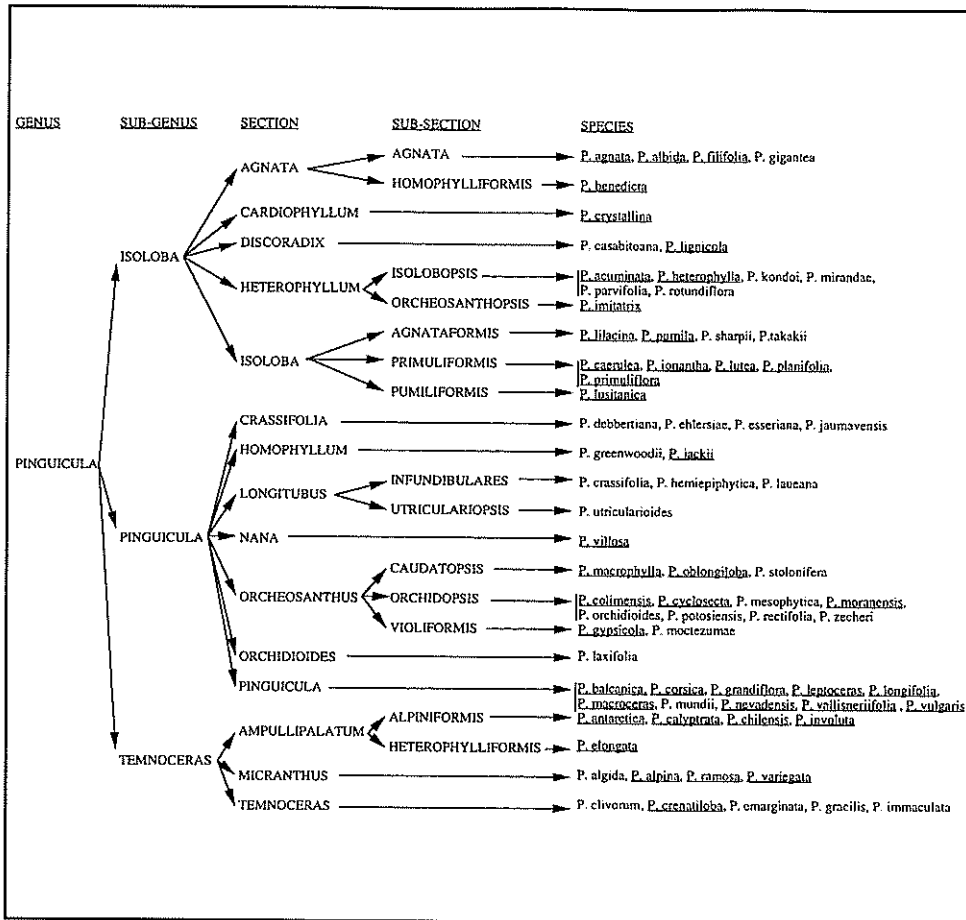 GENUS SUB-GENUS SECTION SUB-SECTION SPECIES
AGNATA P. agnata, P. albida, P. filifolia, P. gigantea
AGNATA
HOMOPHYLLIFORMIS P. benedicta
CARDIOPHYLLUM P. crystallina
DISCORADIX P. casabitoana, P. lignicola
ISOLOBA
ISOLOBOPSIS P. acuminata, P. heterophylla, P. kondoi, P. mirandae,
HETEROPHYLLUM P. parvifolia, P. rotundiflora
ORCHEOSANTHOPSIS P. imitatrix
AGNATAFORMIS P. lilacina, P. pumila, P. sharpii, P.takakii
ISOLOBA PRIMULIFORMIS P. caerulea, P. ionantha, P. lutea, P. planifolia,
P. primuliflora
PUMILIFORMIS P. lusitanica
CRASSIFOLIA P. debbertiana, P. ehlersiae, P. esseriana, P. jaumavensis
HOMOPHYLLUM P. greenwoodii, P. jackii
PINGUICULA
INFUNDIBULARES P. crassifolia, P. hemiepiphytica, P. laueana
LONGITUBUS
UTRICULARIOPSIS P. utricularioides
PINGUICULA NANA P. villosa
CAUDATOPSIS P. macrophylla, P. oblongiloba, P. stolonifera
ORCHEOSANTHUS ORCHIDOPSIS P. colimensis, P. cyclosecta, P. mesophytica, P. moranensis,
P. orchidioides, P. potosiensis, P. rectifolia, P. zecheri
VIOLIFORMIS P. gypsicola, P. moctezumae
ORCHIDIOIDES P. laxifolia
PINGUICULA P. balcanica, P. corsica, P. grandiflora, P. leptoceras, P. longifolia,
P. macroceras, P. mundii, P. nevadensis, P. vallisneriifolia , P. vulgaris
ALPINIFORMIS P. antarctica, P. calyptrata, P. chilensis, P. involuta
AMPULLIPALATUM
HETEROPHYLLIFORMIS P. elongata
TEMNOCERAS
MICRANTHUS P. algida, P. alpina, P. ramosa, P. variegata
TEMNOCERAS P. clivorum, P. crenatiloba, P. emarginata, P. gracilis, P. immaculata